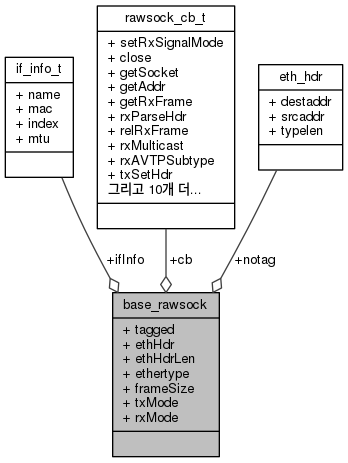 rawsock_cb_t
+ setRxSignalMode
+ close
+ getSocket
+ getAddr
+ getRxFrame
+ rxParseHdr
+ relRxFrame
+ rxMulticast
+ rxAVTPSubtype
+ txSetHdr
그리고 10개 더...
if_info_t
+ name
+ mac
+ index
+ mtu
eth_hdr
+ destaddr
+ srcaddr
+ typelen
+ifInfo
+cb
+notag
base_rawsock
+ tagged
+ ethHdr
+ ethHdrLen
+ ethertype
+ frameSize
+ txMode
+ rxMode